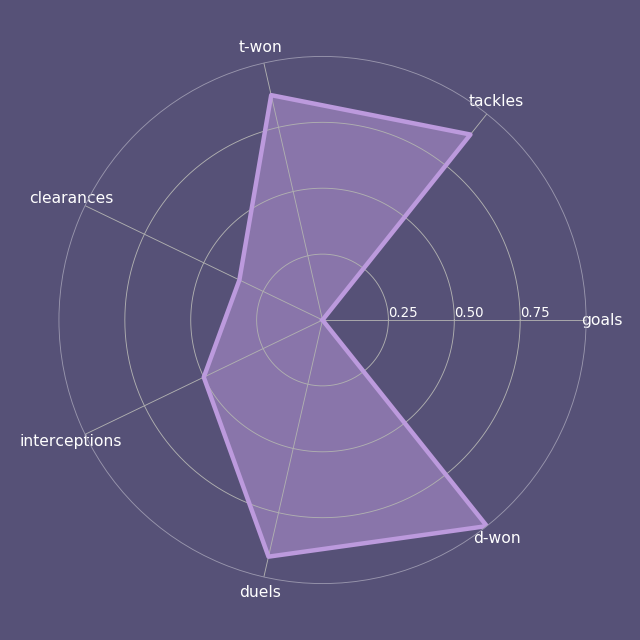 t-won
tackles
clearances
0.25 0.50 0.75
goals
interceptions
d-won
duels